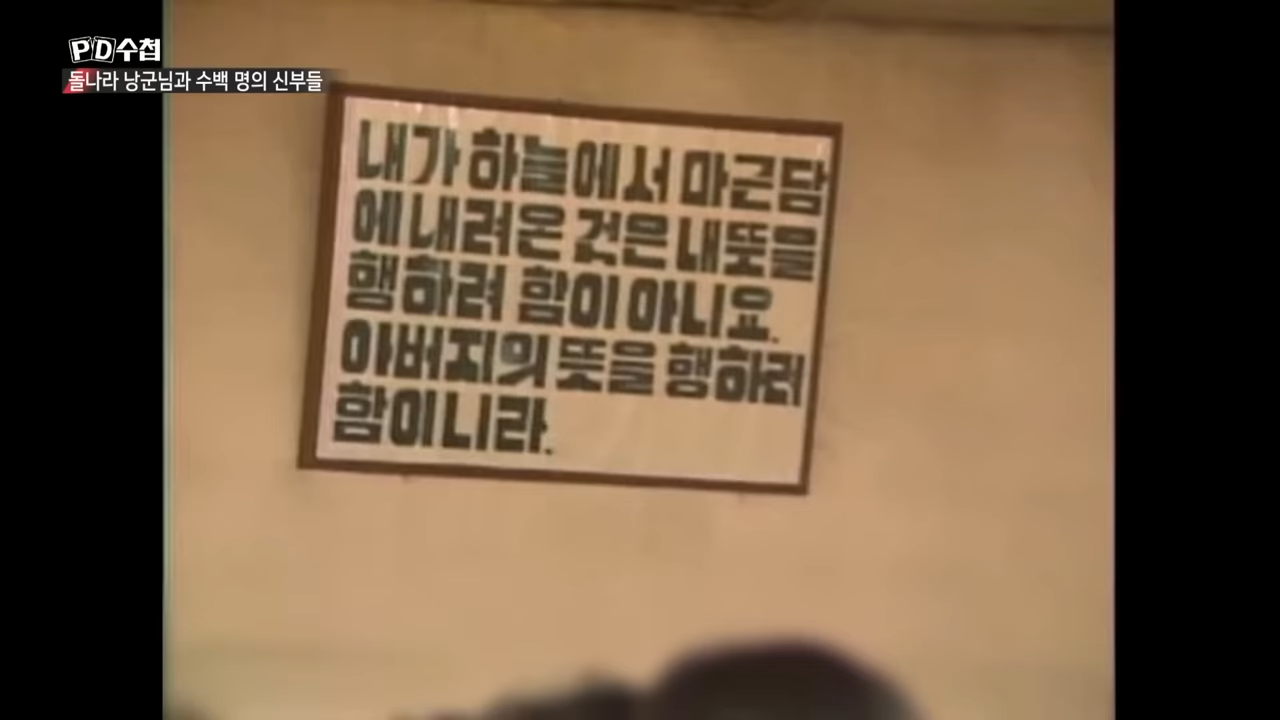 PD수첩
돌나라 낭군님과 수백 명의 신부들
내가 하늘에서 마근담
에 내려온 것은 내뜻을
행하려 함이 아니요.
아버지의 뜻을 행하려
함이니라.